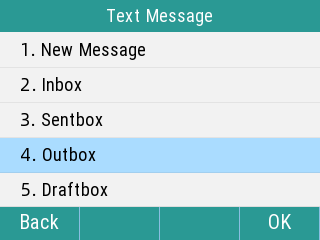 Text Message
1. New Message
2. Inbox
3. Sentbox
4. Outbox
5. Draftbox
Back OK